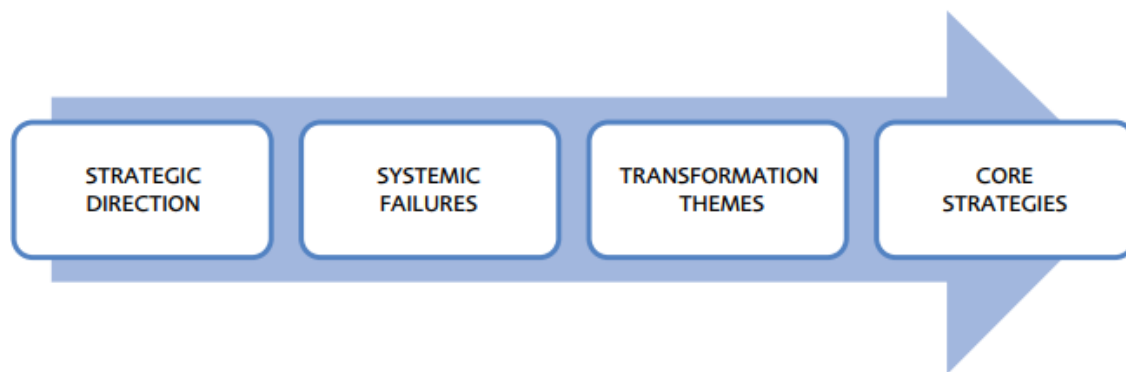 STRATEGIC
DIRECTION
SYSTEMIC
FAILURES
TRANSFORMATION
THEMES
CORE
STRATEGIES